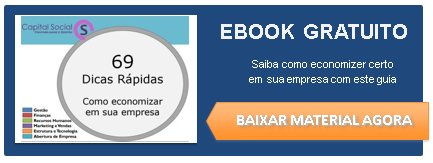 Capital Social
S
69
Dicas Rápidas
Como economizar
em sua empresa
Gestão
Finanças
Recursos Humanos
Marketing e Vendas
Estrutura e Tecnologia
Abertura de Empresa
EBOOK GRATUITO
Saiba como economizar certo
em sua empresa com este guia
BAIXAR MATERIAL AGORA